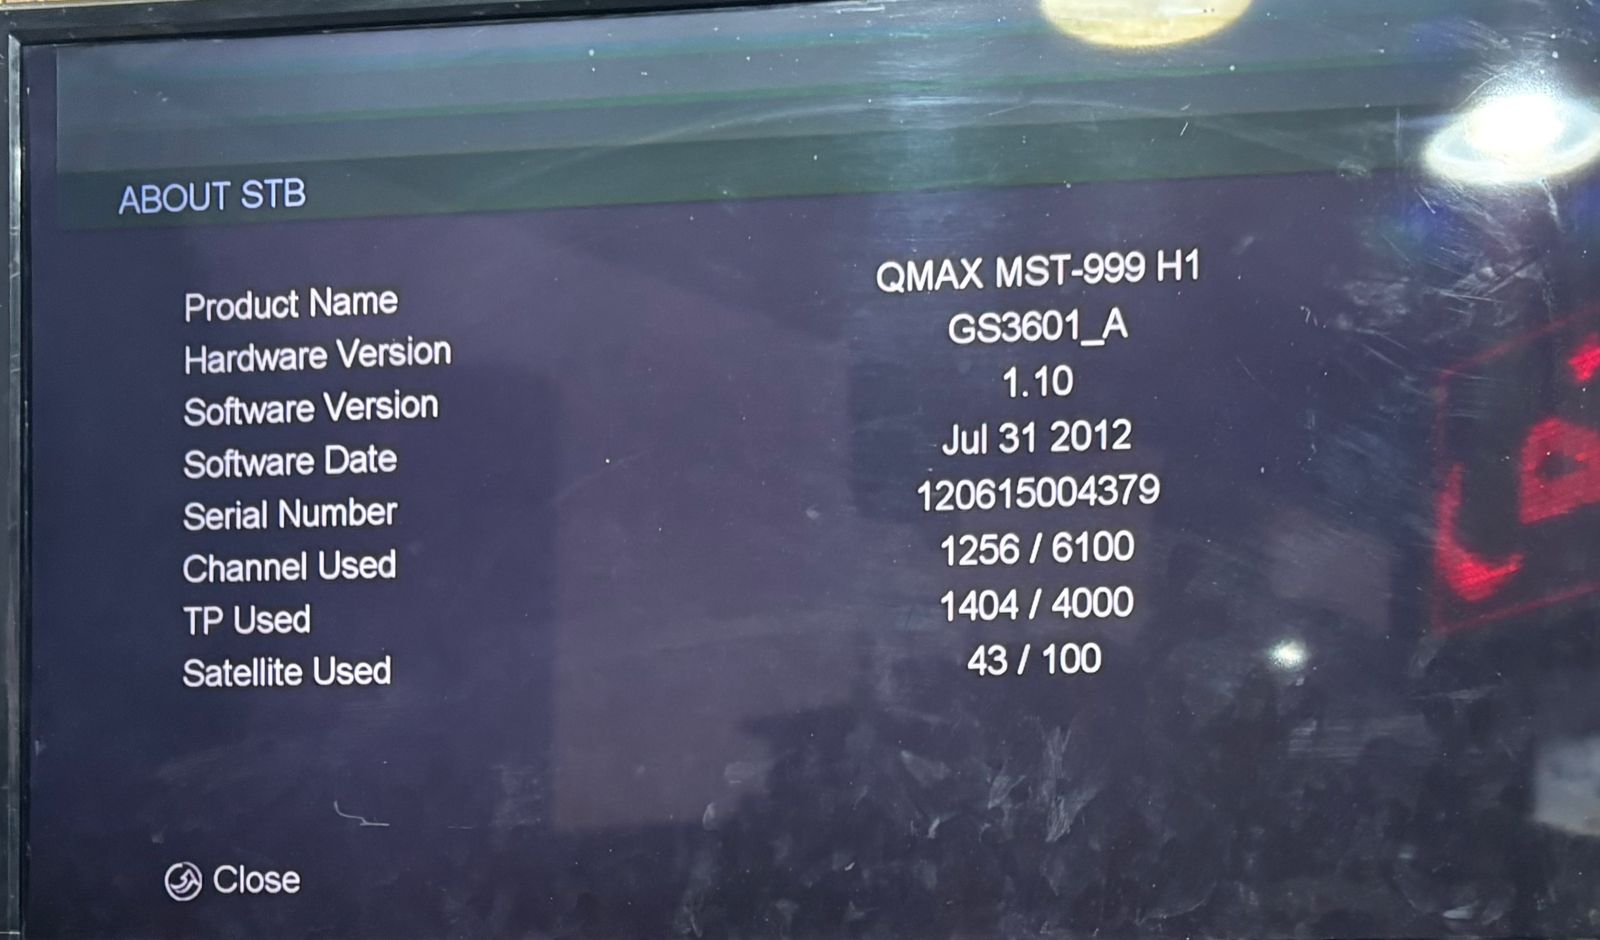 ABOUT STB
Product Name QMAX MST-999 H1
Hardware Version GS3601_A
Software Version 1.10
Software Date Jul 31 2012
Serial Number 120615004379
Channel Used 1256 / 6100
TP Used 1404 / 4000
Satellite Used 43 / 100
Close